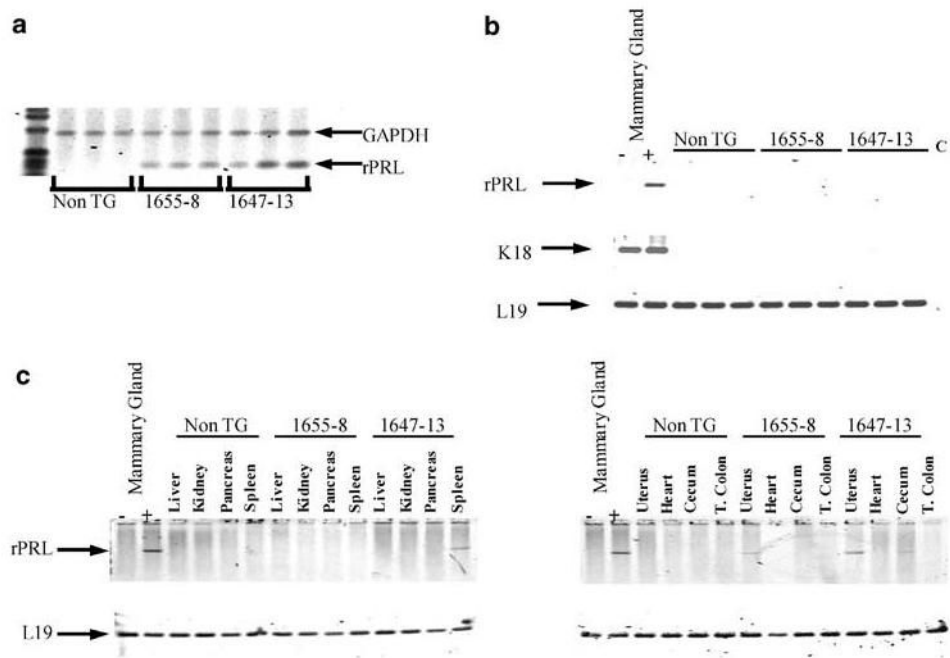 a
GAPDH
rPRL
Non TG 1655-8 1647-13
b
Mammary Gland
- +
Non TG 1655-8 1647-13 C
rPRL
K18
L19
c
Mammary Gland
Non TG 1655-8 1647-13
- + Liver Kidney Pancreas Spleen Liver Kidney Pancreas Spleen Liver Kidney Pancreas Spleen
rPRL
L19
Mammary Gland
Non TG 1655-8 1647-13
- + Uterus Heart Cecum T. Colon Uterus Heart Cecum T. Colon Uterus Heart Cecum T. Colon